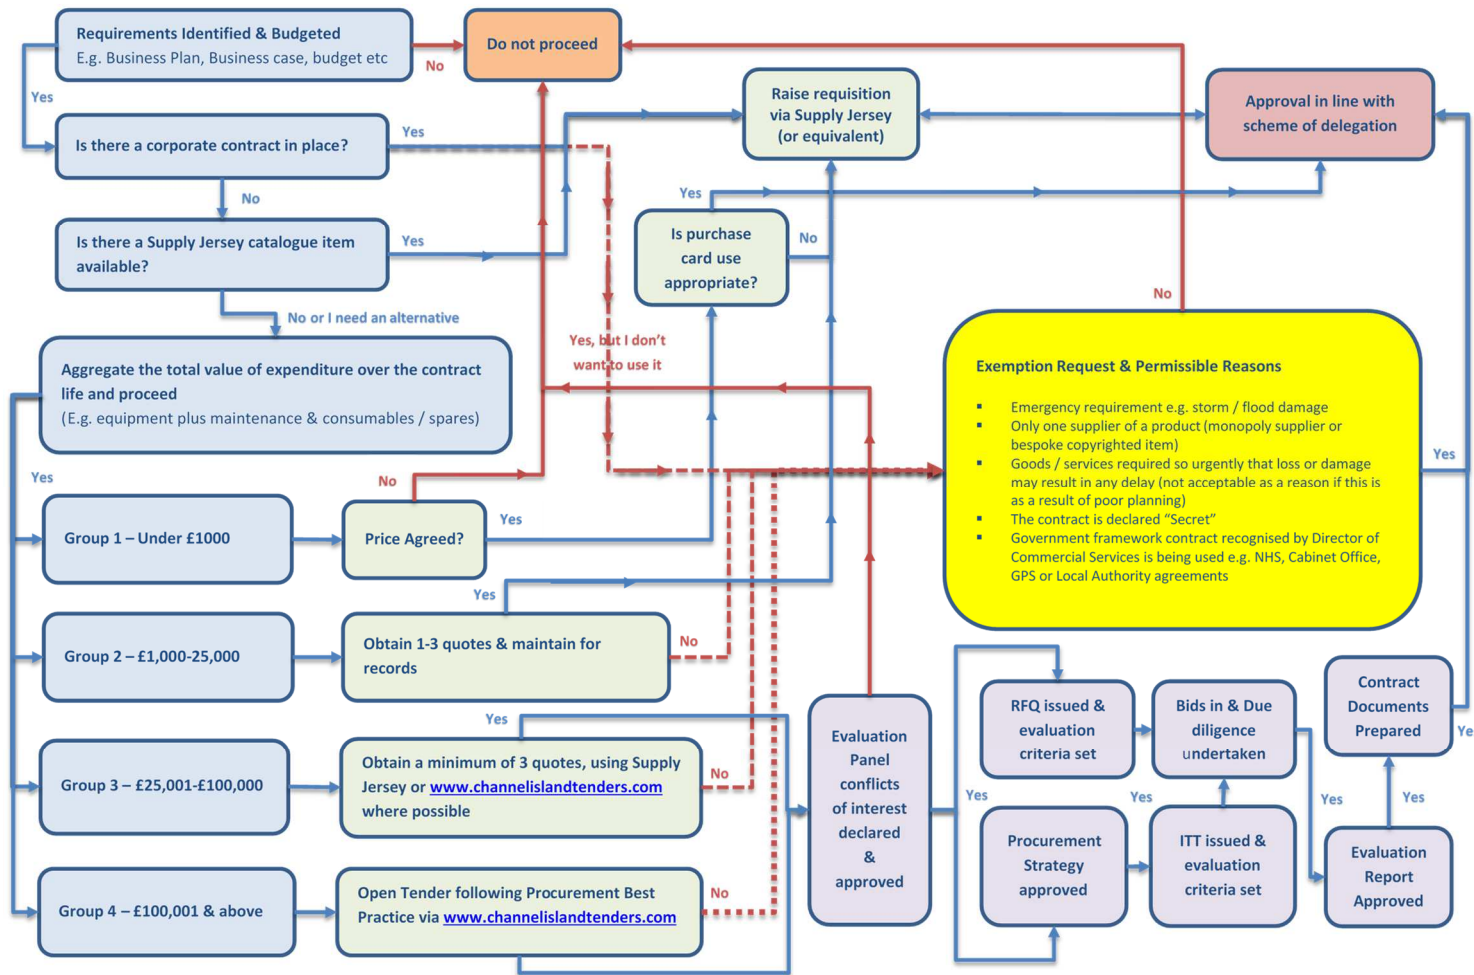 Requirements Identified & Budgeted
E.g. Business Plan, Business case, budget etc
No
Do not proceed
Yes
Raise requisition
via Supply Jersey
(or equivalent)
Approval in line with
scheme of delegation
Is there a corporate contract in place?
Yes
No
Is there a Supply Jersey catalogue item
available?
Yes
Yes
Is purchase
card use
appropriate?
No
No or I need an alternative
Yes, but I don't
want to use it
No
Aggregate the total value of expenditure over the contract
life and proceed
(E.g. equipment plus maintenance & consumables / spares)
Exemption Request & Permissible Reasons
▪ Emergency requirement e.g. storm / flood damage
▪ Only one supplier of a product (monopoly supplier or
bespoke copyrighted item)
▪ Goods / services required so urgently that loss or damage
may result in any delay (not acceptable as a reason if this is
as a result of poor planning)
▪ The contract is declared “Secret”
▪ Government framework contract recognised by Director of
Commercial Services is being used e.g. NHS, Cabinet Office,
GPS or Local Authority agreements
Yes
Yes
No
Group 1 – Under £1000
Price Agreed?
Yes
Yes
Group 2 – £1,000-25,000
Obtain 1-3 quotes & maintain for
records
No
Yes
Group 3 – £25,001-£100,000
Obtain a minimum of 3 quotes, using Supply
Jersey or www.channelislandtenders.com
where possible
No
Group 4 – £100,001 & above
Open Tender following Procurement Best
Practice via www.channelislandtenders.com
No
Evaluation
Panel
conflicts
of interest
declared
&
approved
Yes
RFQ issued &
evaluation
criteria set
Bids in & Due
diligence
undertaken
Contract
Documents
Prepared
Ye
Procurement
Strategy
approved
Yes
ITT issued &
evaluation
criteria set
Yes
Yes
Evaluation
Report
Approved